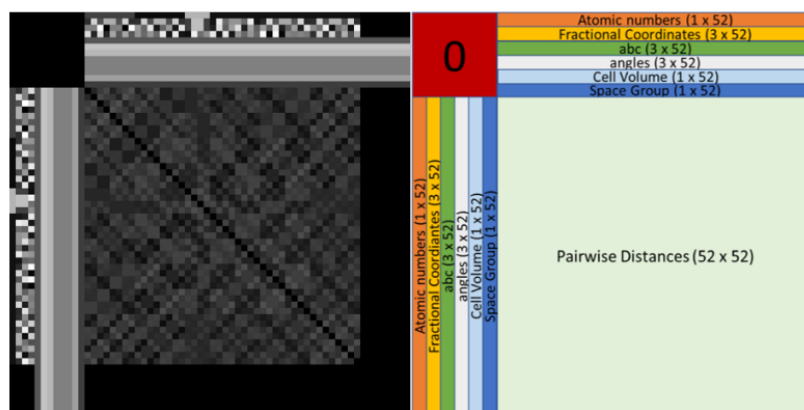 0
Atomic numbers (1 x 52)
Fractional Coordinates (3 x 52)
abc (3 x 52)
angles (3 x 52)
Cell Volume (1 x 52)
Space Group (1 x 52)
Atomic numbers (1 x 52)
Fractional Coordiantes (3 x 52)
abc (3 x 52)
angles (3 x 52)
Cell Volume (1 x 52)
Space Group (1 x 52)
Pairwise Distances (52 x 52)